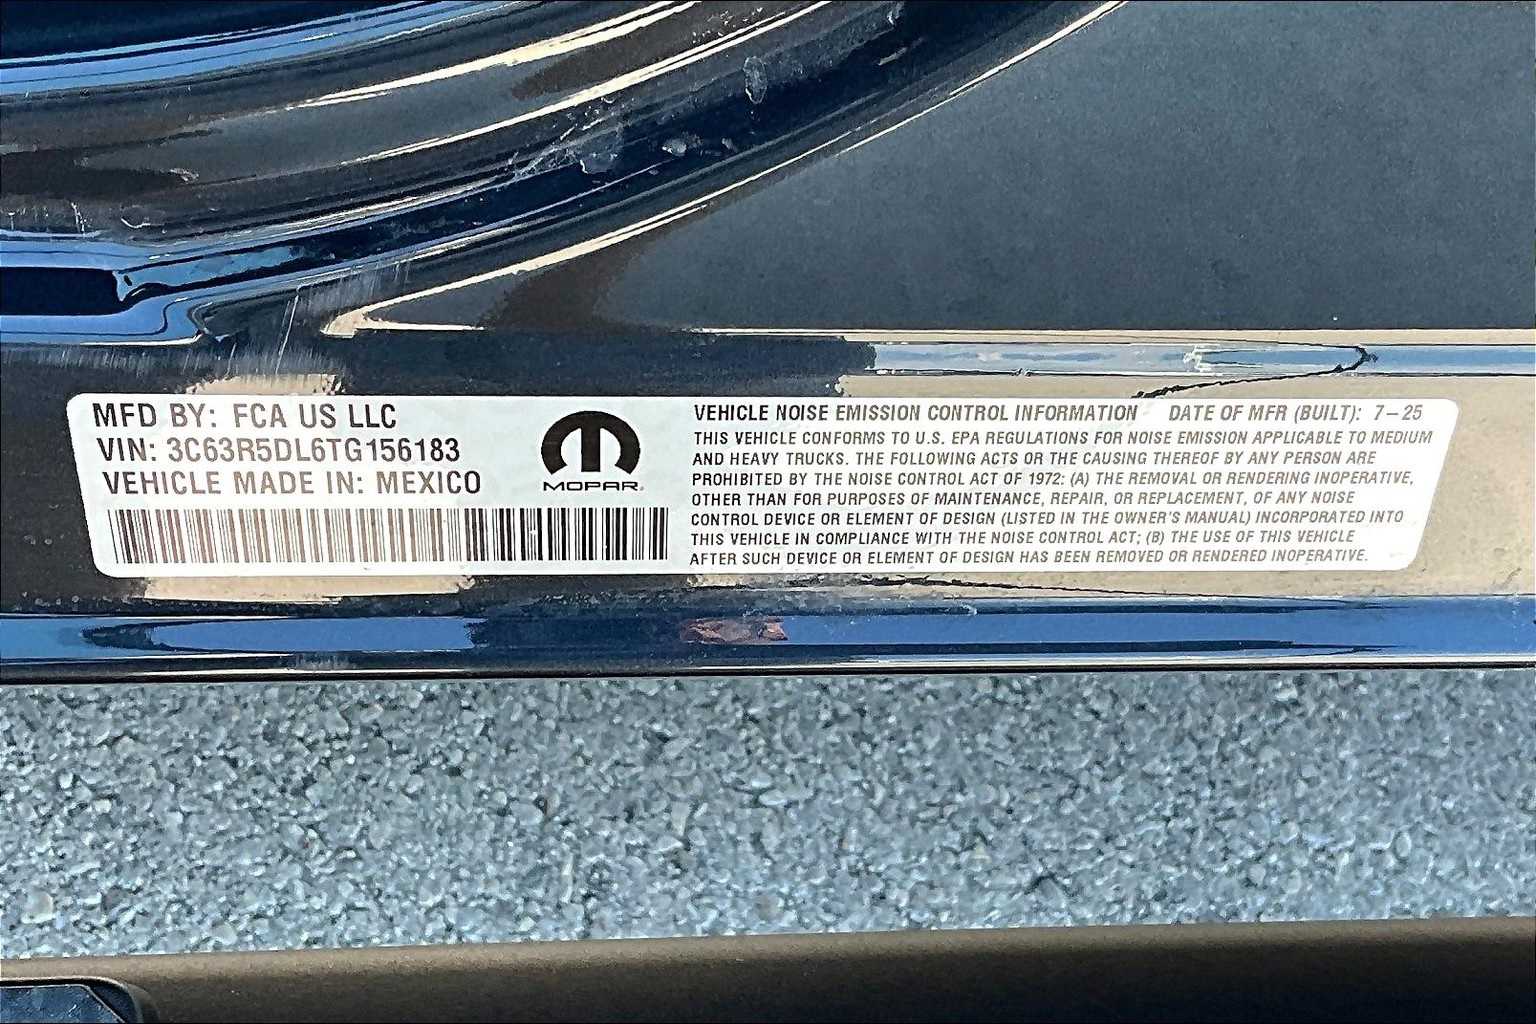 MFD BY: FCA US LLC
VIN: 3C63R5DL6TG156183
VEHICLE MADE IN: MEXICO
MOPAR
VEHICLE NOISE EMISSION CONTROL INFORMATION DATE OF MFR (BUILT): 7-25
THIS VEHICLE CONFORMS TO U.S. EPA REGULATIONS FOR NOISE EMISSION APPLICABLE TO MEDIUM
AND HEAVY TRUCKS. THE FOLLOWING ACTS OR THE CAUSING THEREOF BY ANY PERSON ARE
PROHIBITED BY THE NOISE CONTROL ACT OF 1972: (A) THE REMOVAL OR RENDERING INOPERATIVE,
OTHER THAN FOR PURPOSES OF MAINTENANCE, REPAIR, OR REPLACEMENT, OF ANY NOISE
CONTROL DEVICE OR ELEMENT OF DESIGN (LISTED IN THE OWNER'S MANUAL) INCORPORATED INTO
THIS VEHICLE IN COMPLIANCE WITH THE NOISE CONTROL ACT; (B) THE USE OF THIS VEHICLE
AFTER SUCH DEVICE OR ELEMENT OF DESIGN HAS BEEN REMOVED OR RENDERED INOPERATIVE.